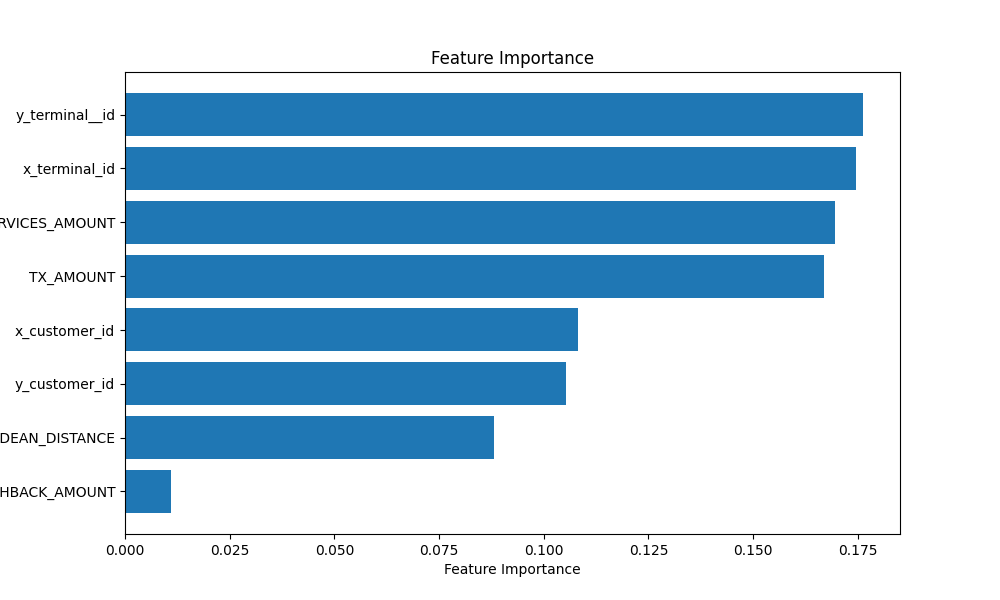 Feature Importance
y_terminal__id
x_terminal_id
RVICES_AMOUNT
TX_AMOUNT
x_customer_id
y_customer_id
DEAN_DISTANCE
HBACK_AMOUNT
0.000 0.025 0.050 0.075 0.100 0.125 0.150 0.175
Feature Importance